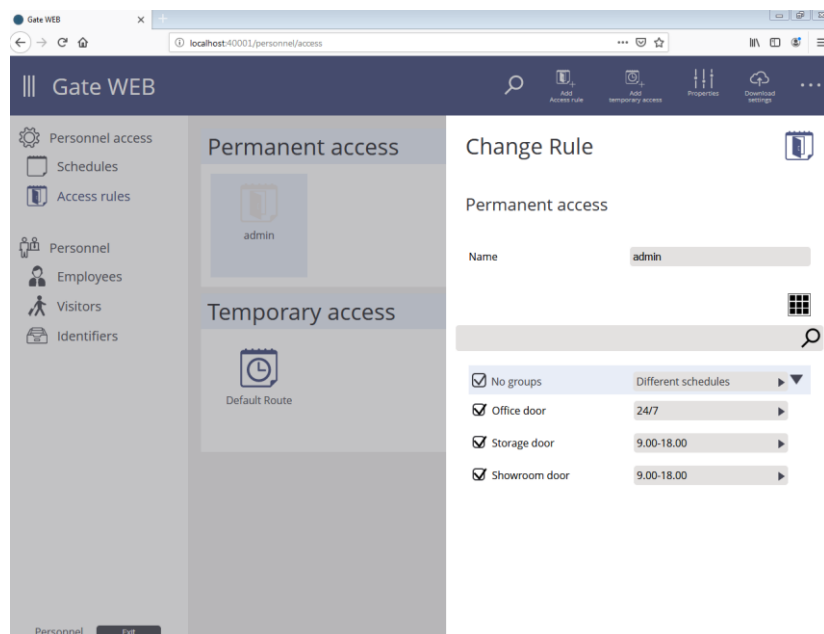 Gate WEB
localhost:40001/personnel/access
Gate WEB
Add
Access rule
Add
temporary access
Properties
Download
settings
Personnel access
Schedules
Access rules
Personnel
Employees
Visitors
Identifiers
Permanent access
admin
Temporary access
Default Route
Change Rule
Permanent access
Name admin
No groups Different schedules
Office door 24/7
Storage door 9.00-18.00
Showroom door 9.00-18.00
Personnel Exit